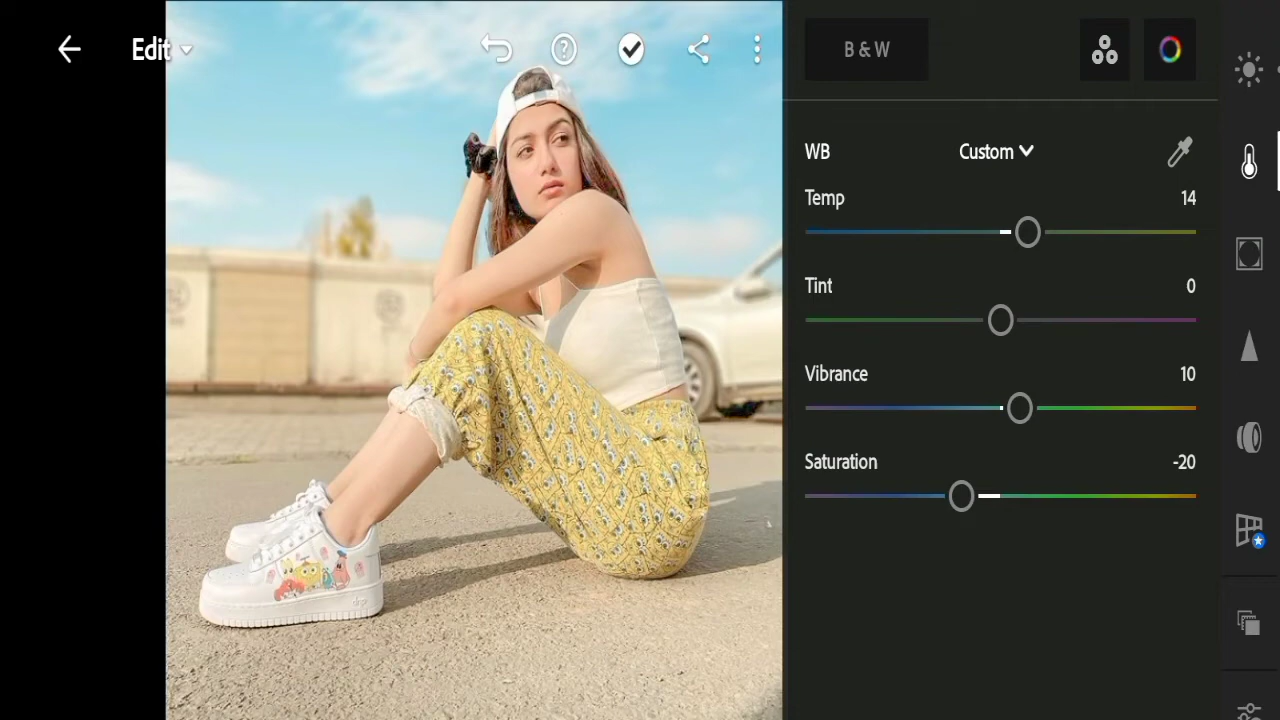 Edit
B & W
WB Custom
Temp 14
Tint 0
Vibrance 10
Saturation -20